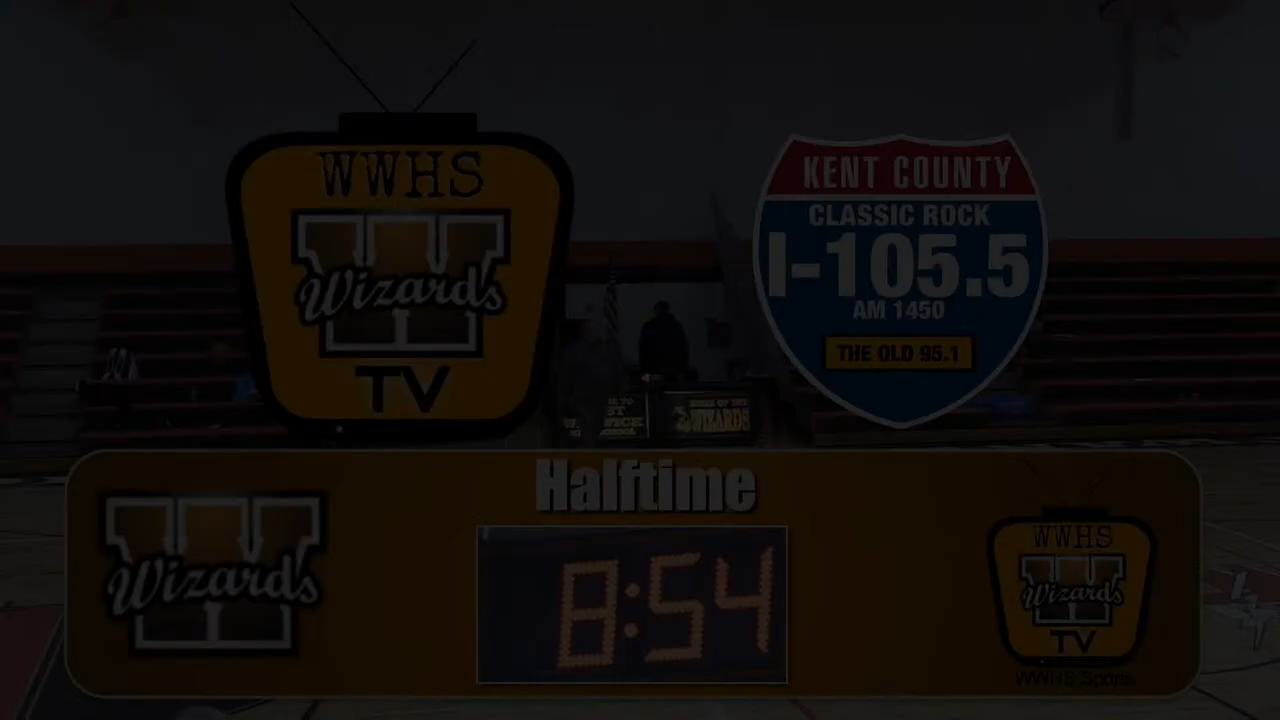 WWHS
W
Wizards
TV
KENT COUNTY
CLASSIC ROCK
I-105.5
AM 1450
THE OLD 95.1
WIZARDS
Halftime
W
Wizards
8:54
WWHS
W
Wizards
TV
WWHS Sports